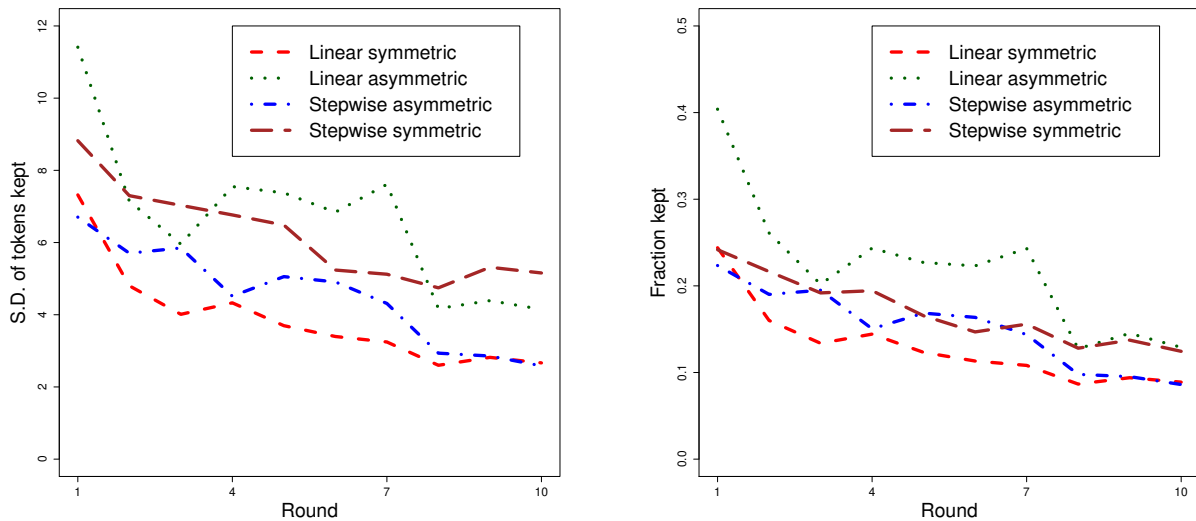 S.D. of tokens kept
12
10
8
6
4
2
0
Linear symmetric
Linear asymmetric
Stepwise asymmetric
Stepwise symmetric
1 4 7 10
Round
Fraction kept
0.5
0.4
0.3
0.2
0.1
0.0
Linear symmetric
Linear asymmetric
Stepwise asymmetric
Stepwise symmetric
1 4 7 10
Round